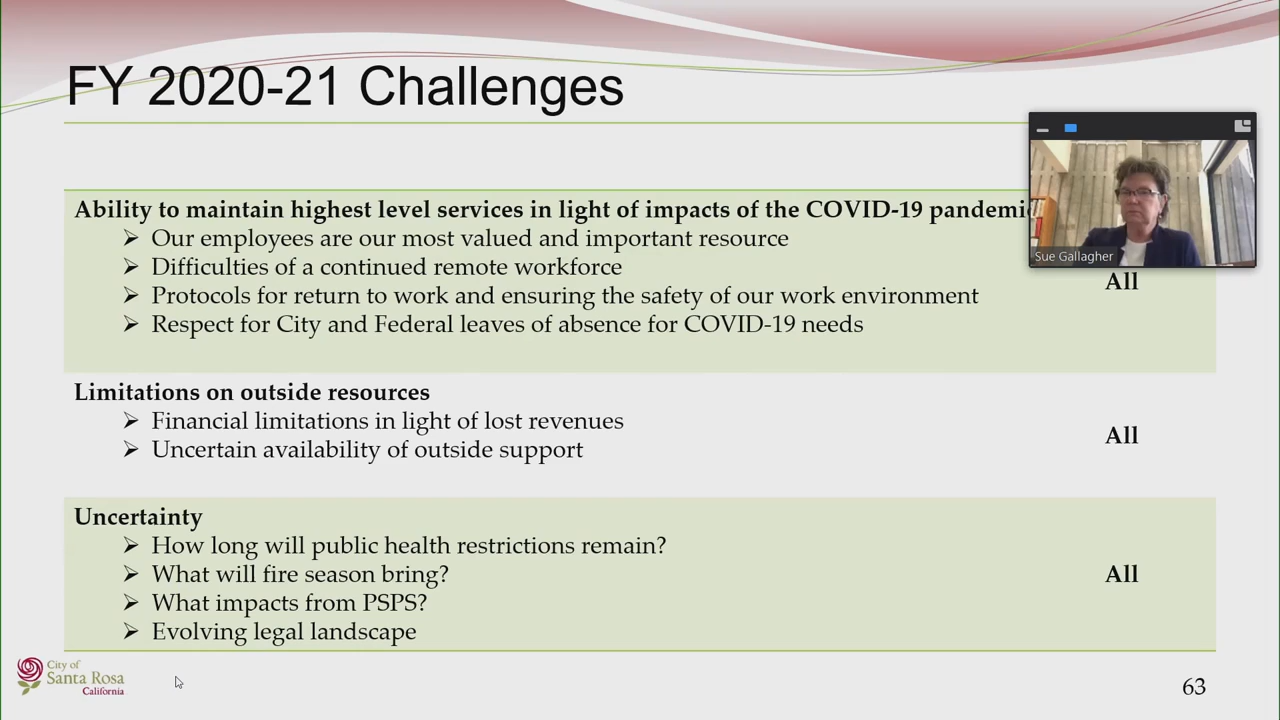 FY 2020-21 Challenges
Ability to maintain highest level services in light of impacts of the COVID-19 pandemic
Our employees are our most valued and important resource
Difficulties of a continued remote workforce
Protocols for return to work and ensuring the safety of our work environment
Respect for City and Federal leaves of absence for COVID-19 needs
All
Sue Gallagher
Limitations on outside resources
Financial limitations in light of lost revenues
Uncertain availability of outside support
All
Uncertainty
How long will public health restrictions remain?
What will fire season bring?
What impacts from PSPS?
Evolving legal landscape
All
City of
Santa Rosa
California
63